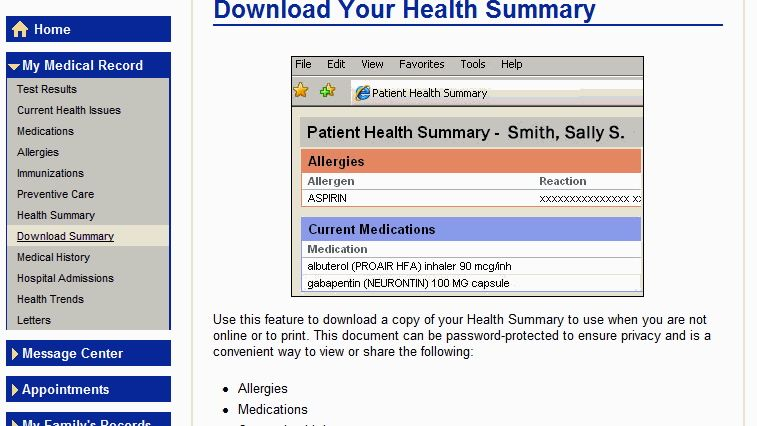 Home
My Medical Record
Test Results
Current Health Issues
Medications
Allergies
Immunizations
Preventive Care
Health Summary
Download Summary
Medical History
Hospital Admissions
Health Trends
Letters
Message Center
Appointments
My Family's Records
Download Your Health Summary
File Edit View Favorites Tools Help
Patient Health Summary
Patient Health Summary - Smith, Sally S.
Allergies
Allergen Reaction
ASPIRIN xxxxxxxxxxxxxxx
Current Medications
Medication
albuterol (PROAIR HFA) inhaler 90 mcg/inh
gabapentin (NEURONTIN) 100 MG capsule
Use this feature to download a copy of your Health Summary to use when you are not
online or to print. This document can be password-protected to ensure privacy and is a
convenient way to view or share the following:
Allergies
Medications